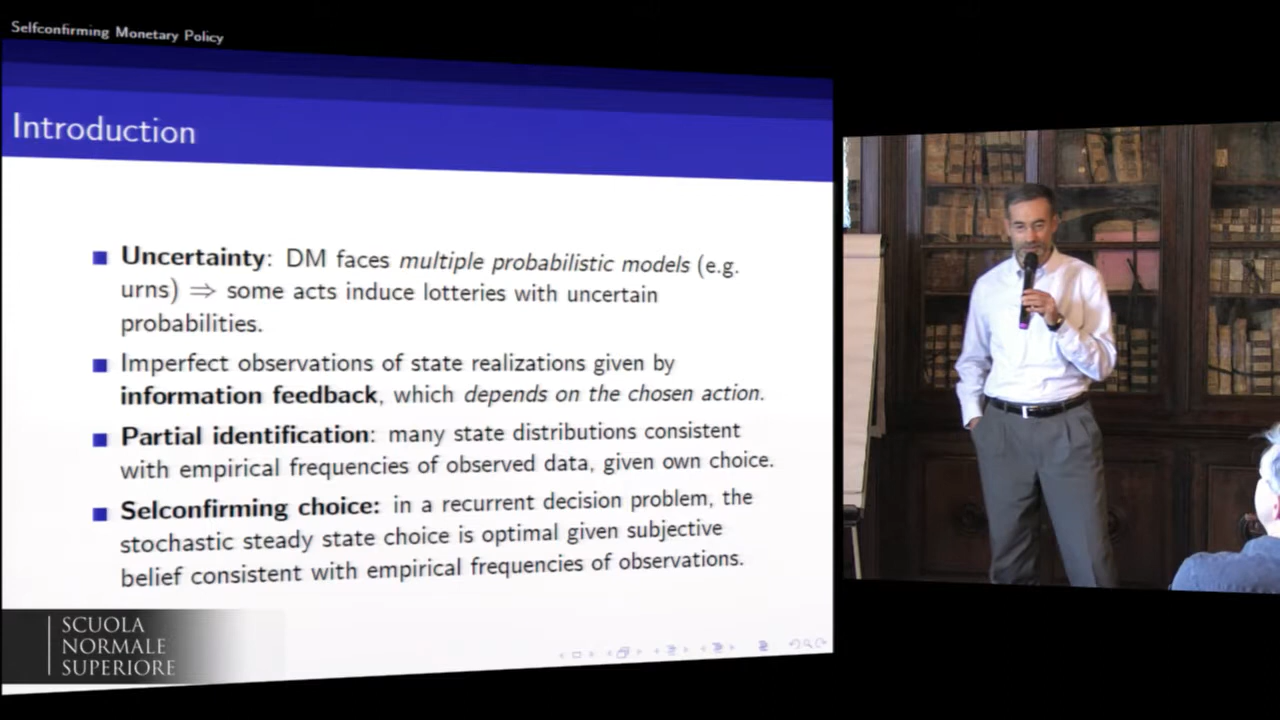 Selfconfirming Monetary Policy
Introduction
Uncertainty: DM faces multiple probabilistic models (e.g.
urns) ⇒ some acts induce lotteries with uncertain
probabilities.
Imperfect observations of state realizations given by
information feedback, which depends on the chosen action.
Partial identification: many state distributions consistent
with empirical frequencies of observed data, given own choice.
Selconfirming choice: in a recurrent decision problem, the
stochastic steady state choice is optimal given subjective
belief consistent with empirical frequencies of observations.
SCUOLA
NORMALE
SUPERIORE